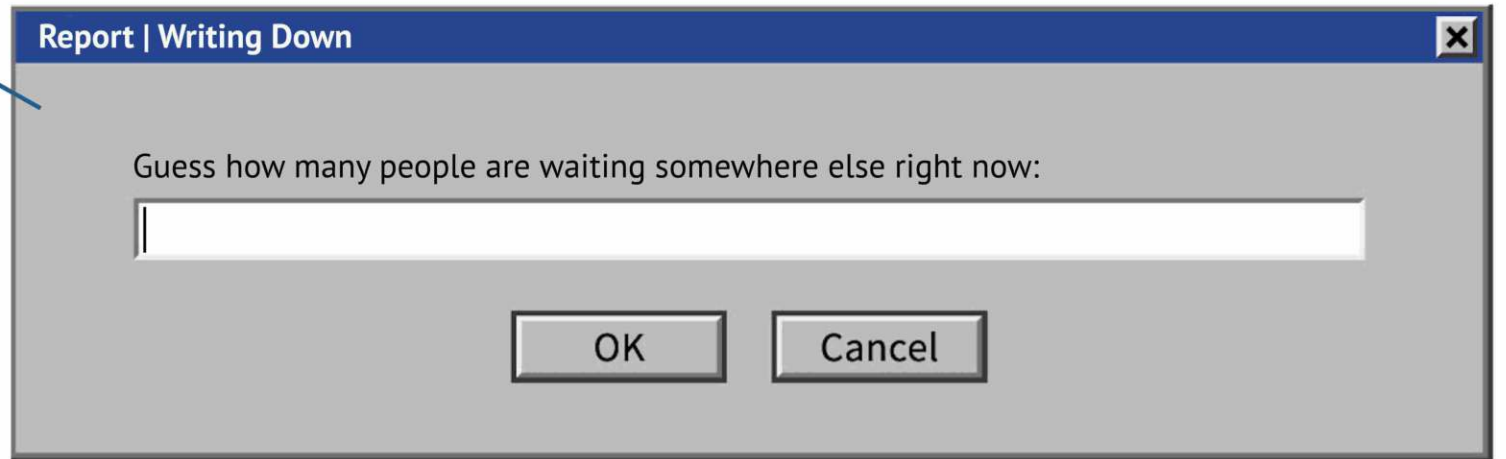 Report | Writing Down
Guess how many people are waiting somewhere else right now:
OK
Cancel